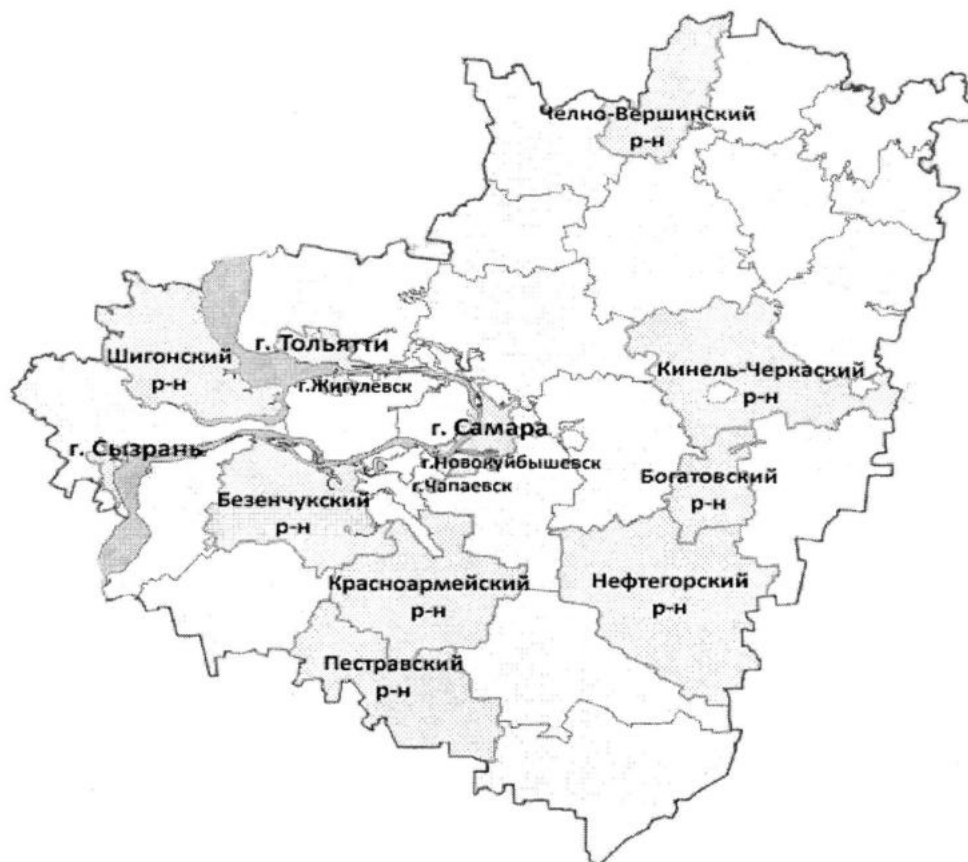 Челно-Вершинский
р-н
г. Тольятти
Шигонский
р-н
г.Жигулевск
Кинель-Черкаский
р-н
г. Самара
г. Сызрань
г.Новокуйбышевск
г.Чапаевск
Богатовский
р-н
Безенчукский
р-н
Красноармейский
р-н
Нефтегорский
р-н
Пестравский
р-н